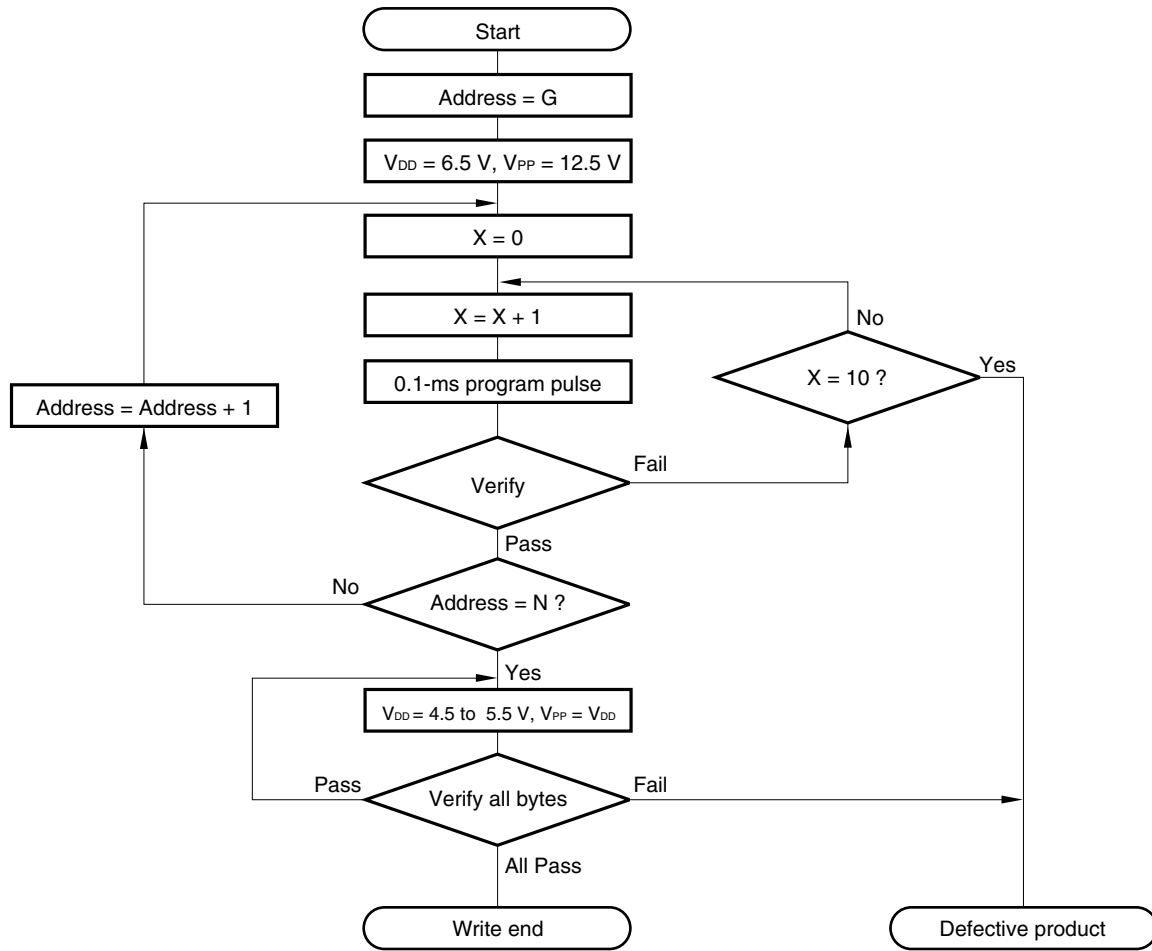 Start
Address = G
VDD = 6.5 V, VPP = 12.5 V
X = 0
X = X + 1
No
0.1-ms program pulse
X = 10 ?
Yes
Address = Address + 1
Verify
Fail
Pass
No
Address = N ?
Yes
VDD = 4.5 to 5.5 V, VPP = VDD
Pass
Verify all bytes
Fail
All Pass
Write end
Defective product